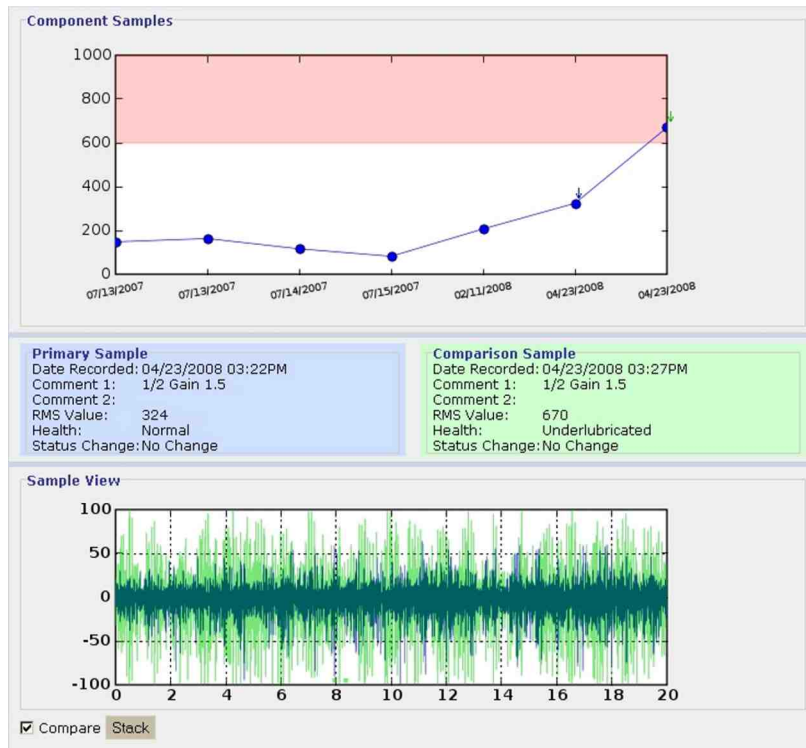 Component Samples
1000
800
600
400
200
0
07/13/2007 07/13/2007 07/14/2007 07/15/2007 02/11/2008 04/23/2008 04/23/2008
Primary Sample
Date Recorded: 04/23/2008 03:22PM
Comment 1: 1/2 Gain 1.5
Comment 2:
RMS Value: 324
Health: Normal
Status Change: No Change
Comparison Sample
Date Recorded: 04/23/2008 03:27PM
Comment 1: 1/2 Gain 1.5
Comment 2:
RMS Value: 670
Health: Underlubricated
Status Change: No Change
Sample View
100
50
0
-50
-100
0 2 4 6 8 10 12 14 16 18 20
Compare Stack